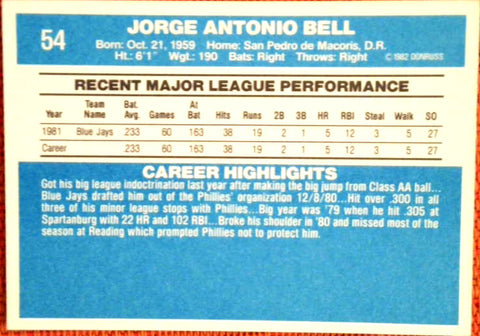 54
JORGE ANTONIO BELL
Born: Oct. 21, 1959 Home: San Pedro de Macoris, D.R.
Ht.: 6'1" Wgt.: 190 Bats: Right Throws: Right
© 1982 DONRUSS
RECENT MAJOR LEAGUE PERFORMANCE
Year Team Name Bat. Avg. Games At Bat Hits Runs 2B 3B HR RBI Steal Walk SO
1981 Blue Jays .233 60 163 38 19 2 1 5 12 3 5 27
Career .233 60 163 38 19 2 1 5 12 3 5 27
CAREER HIGHLIGHTS
Got his big league indoctrination last year after making the big jump from Class AA ball...
Blue Jays drafted him out of the Phillies' organization 12/8/80...Hit over .300 in all
three of his minor league stops with Phillies...Big year was '79 when he hit .305 at
Spartanburg with 22 HR and 102 RBI... Broke his shoulder in '80 and missed most of the
season at Reading which prompted Phillies not to protect him.